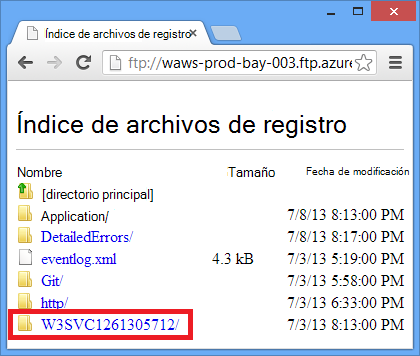 Índice de archivos de registro
ftp://waws-prod-bay-003.ftp.azure
Índice de archivos de registro
Nombre Tamaño Fecha de modificación
[directorio principal]
Application/ 7/8/13 8:13:00 PM
DetailedErrors/ 7/8/13 8:17:00 PM
eventlog.xml 4.3 kB 7/3/13 5:19:00 PM
Git/ 7/3/13 5:58:00 PM
http/ 7/3/13 6:33:00 PM
W3SVC1261305712/ 7/3/13 8:13:00 PM